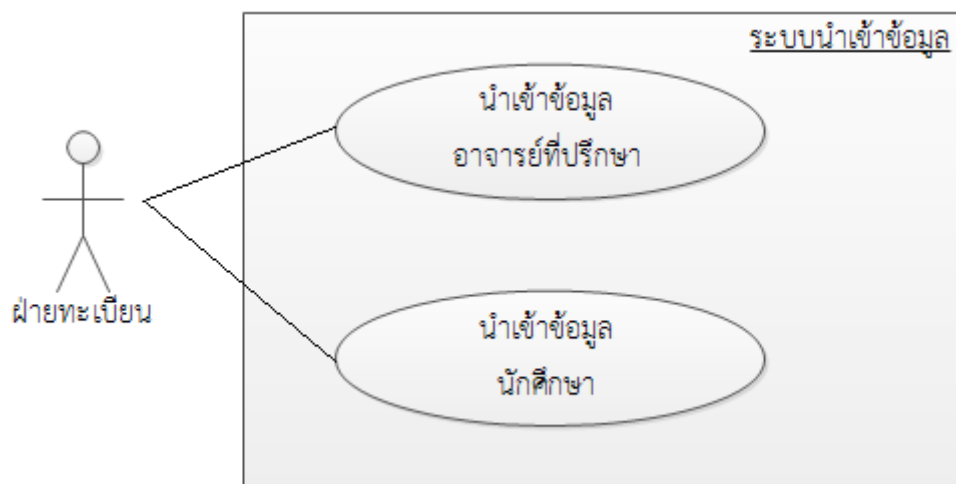 ระบบนำเข้าข้อมูล
นำเข้าข้อมูล
อาจารย์ที่ปรึกษา
ฝ่ายทะเบียน
นำเข้าข้อมูล
นักศึกษา